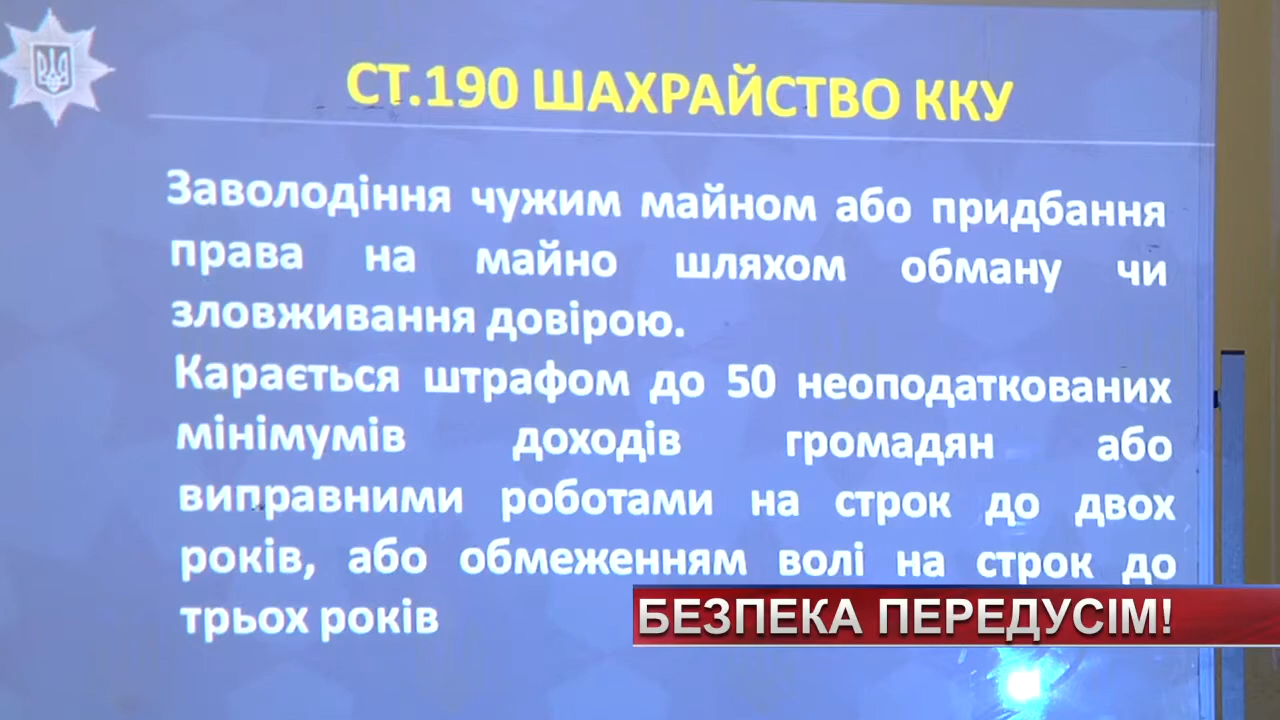 СТ.190 ШАХРАЙСТВО ККУ
Заволодіння чужим майном або придбання
права на майно шляхом обману чи
зловживання довірою.
Карається штрафом до 50 неоподаткованих
мінімумів доходів громадян або
виправними роботами на строк до двох
років, або обмеженням волі на строк до
трьох років
БЕЗПЕКА ПЕРЕДУСІМ!